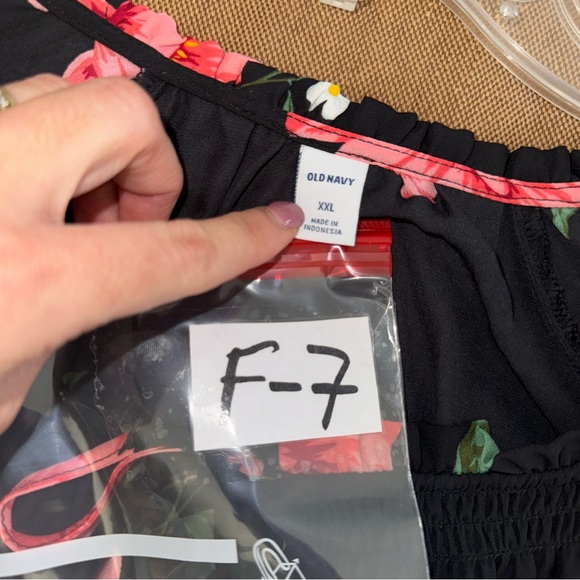 OLD NAVY
XXL
MADE IN
INDONESIA
F-7